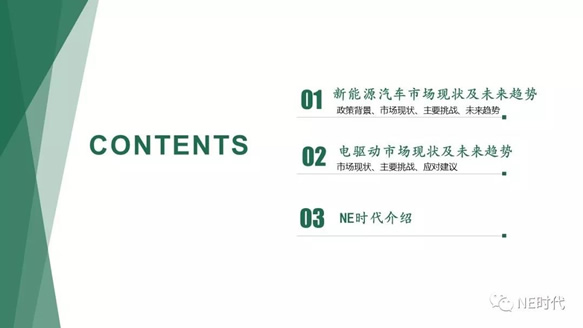 CONTENTS
01 新能源汽车市场现状及未来趋势
政策背景、市场现状、主要挑战、未来趋势
02 电驱动市场现状及未来趋势
市场现状、主要挑战、应对建议
03 NE时代介绍
NE时代